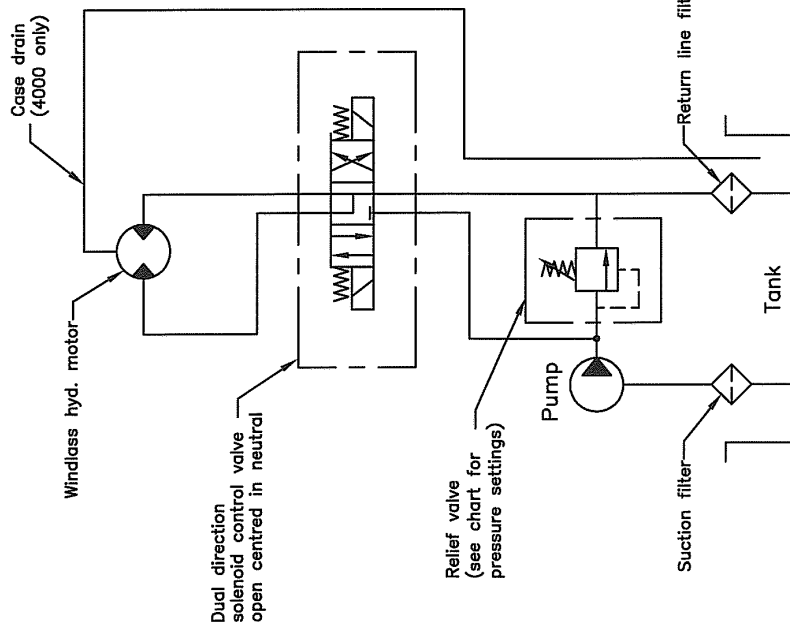 Case drain
(4000 only)
Windlass hyd. motor
Dual direction
solenoid control valve
open centred in neutral
Relief valve
(see chart for
pressure settings)
Pump
Return line filt
Suction filter
Tank